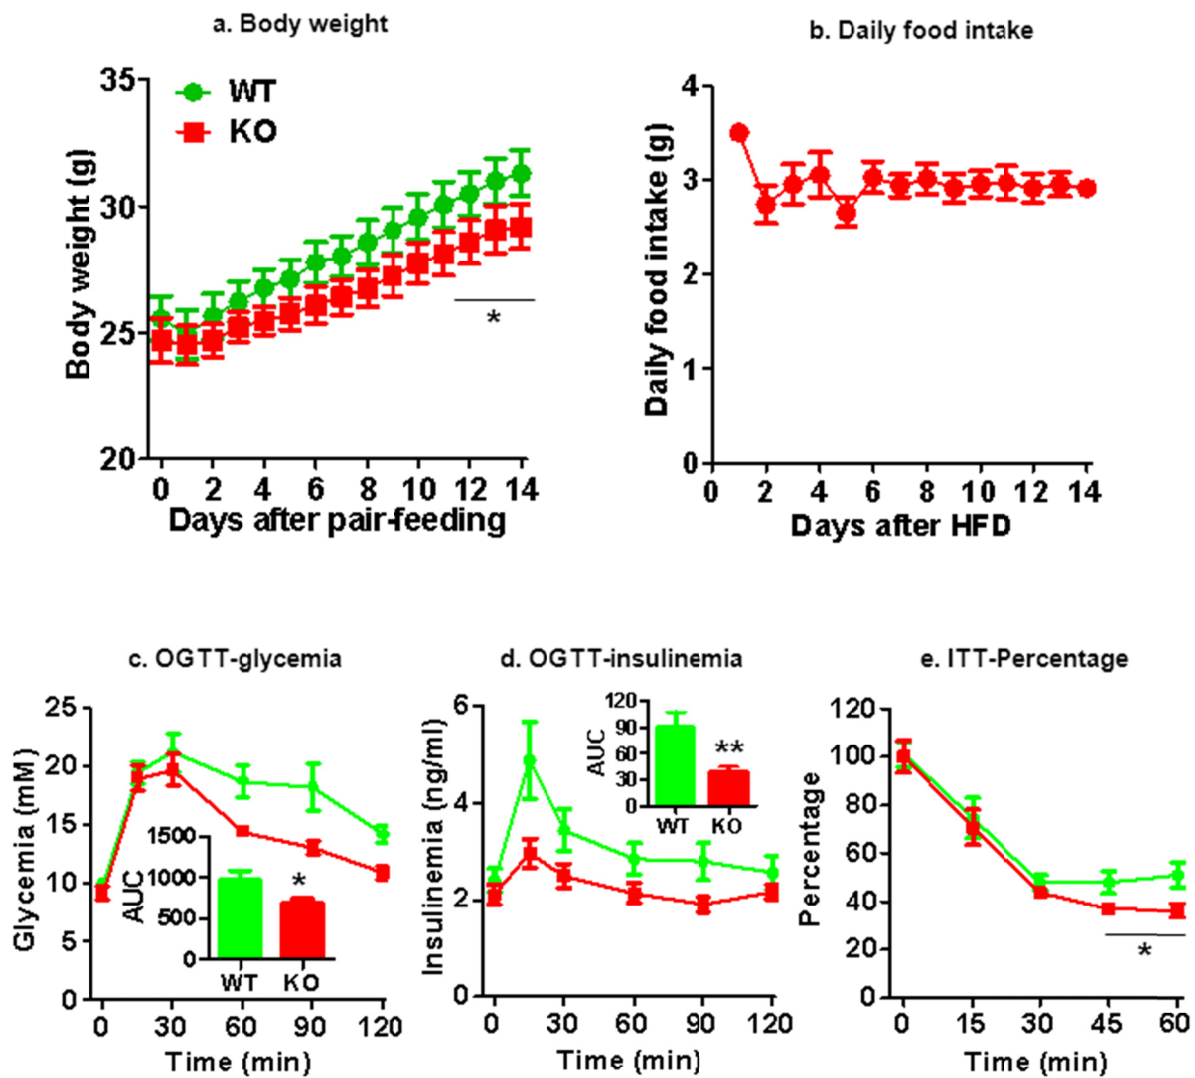 a. Body weight
b. Daily food intake
35
30
25
20
Body weight (g)
WT
KO
*
0 2 4 6 8 10 12 14
Days after pair-feeding
4
3
2
1
0
Daily food intake (g)
0 2 4 6 8 10 12 14
Days after HFD
c. OGTT-glycemia
d. OGTT-insulinemia
e. ITT-Percentage
25
20
15
10
5
0
Glycemia (mM)
1500
1000
500
0
AUC
*
WT KO
0 30 60 90 120
Time (min)
6
4
2
0
Insulinemia (ng/ml)
120
90
60
30
0
AUC
**
WT KO
0 30 60 90 120
Time (min)
120
100
80
60
40
20
0
Percentage
*
0 15 30 45 60
Time (min)